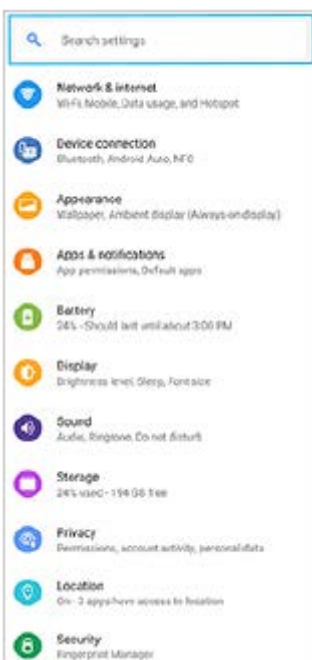 Search settings
Network & internet
Wi-Fi, Mobile, Data usage, and Hotspot
Device connection
Bluetooth, Android Auto, NFC
Appearance
Wallpaper, Ambient display (Always-on display)
Apps & notifications
App permissions, Default apps
Battery
24% - Should last until about 3:00 PM
Display
Brightness level, Sleep, Font size
Sound
Audio, Ringtone, Do not disturb
Storage
24% used - 194 GB free
Privacy
Permissions, account activity, personal data
Location
On - 3 apps have access to location
Security
Fingerprint Manager